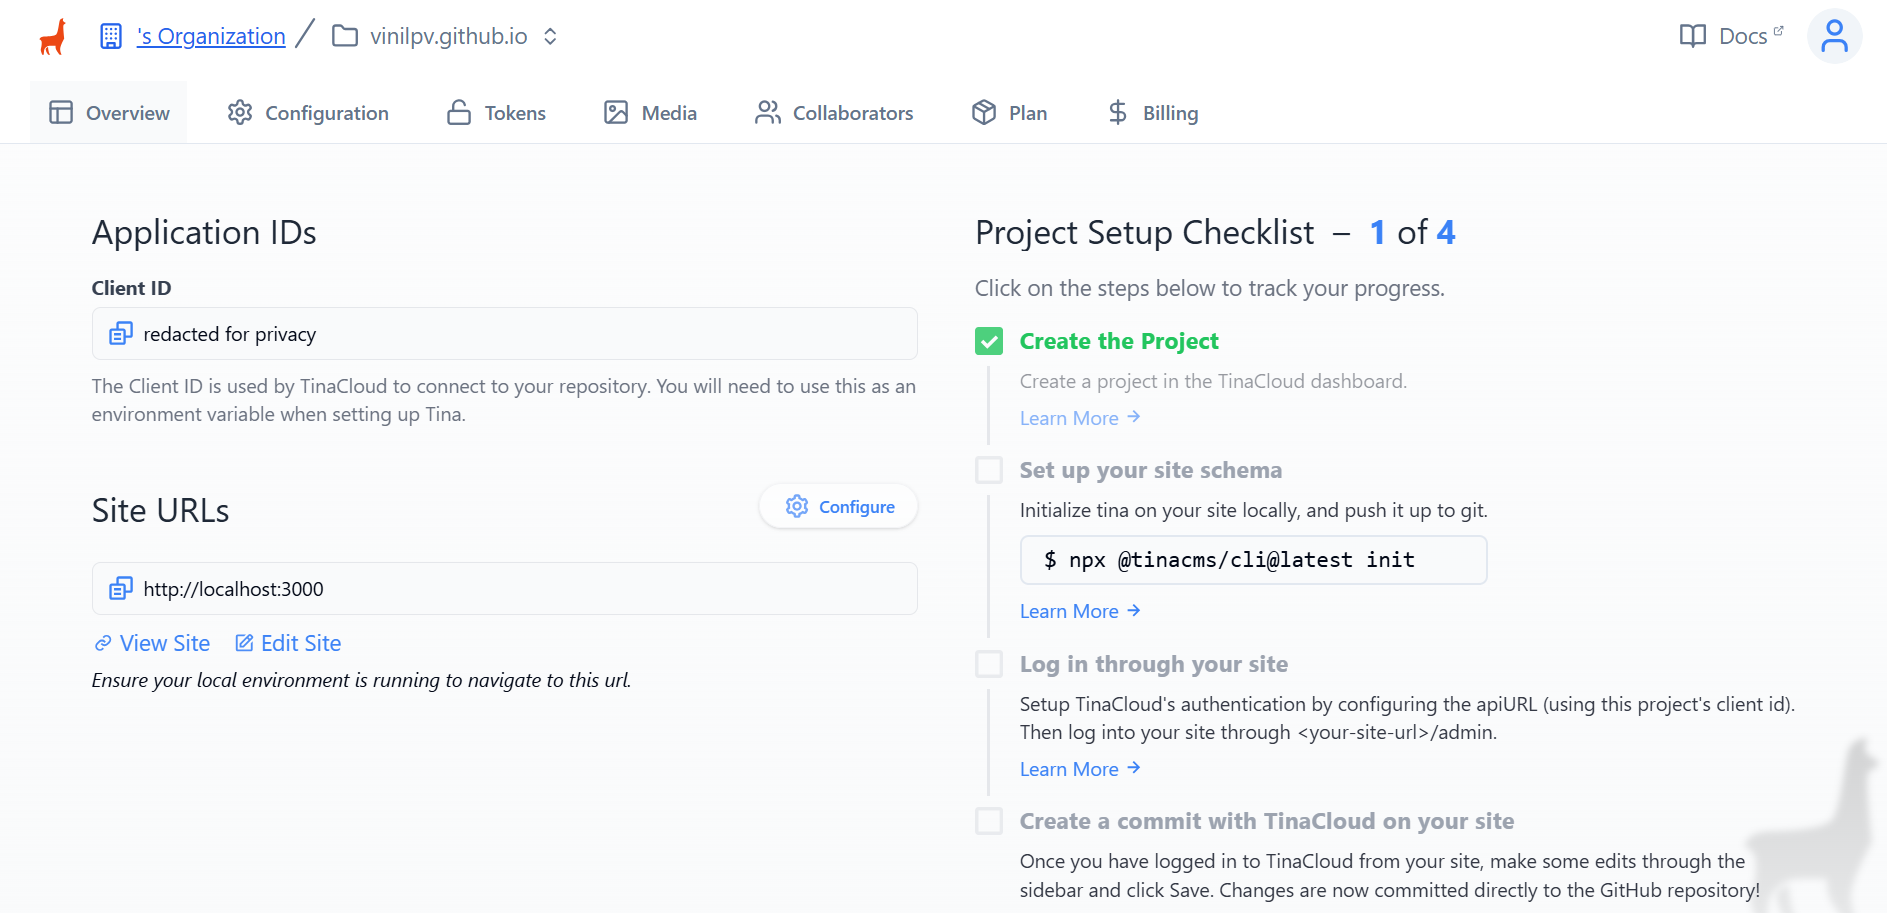 's Organization / vinilpv.github.io
Docs
Overview
Configuration
Tokens
Media
Collaborators
Plan
Billing
Application IDs
Client ID
redacted for privacy
The Client ID is used by TinaCloud to connect to your repository. You will need to use this as an
environment variable when setting up Tina.
Site URLs
Configure
http://localhost:3000
View Site
Edit Site
Ensure your local environment is running to navigate to this url.
Project Setup Checklist – 1 of 4
Click on the steps below to track your progress.
Create the Project
Create a project in the TinaCloud dashboard.
Learn More →
Set up your site schema
Initialize tina on your site locally, and push it up to git.
$ npx @tinacms/cli@latest init
Learn More →
Log in through your site
Setup TinaCloud's authentication by configuring the apiURL (using this project's client id).
Then log into your site through <your-site-url>/admin.
Learn More →
Create a commit with TinaCloud on your site
Once you have logged in to TinaCloud from your site, make some edits through the
sidebar and click Save. Changes are now committed directly to the GitHub repository!